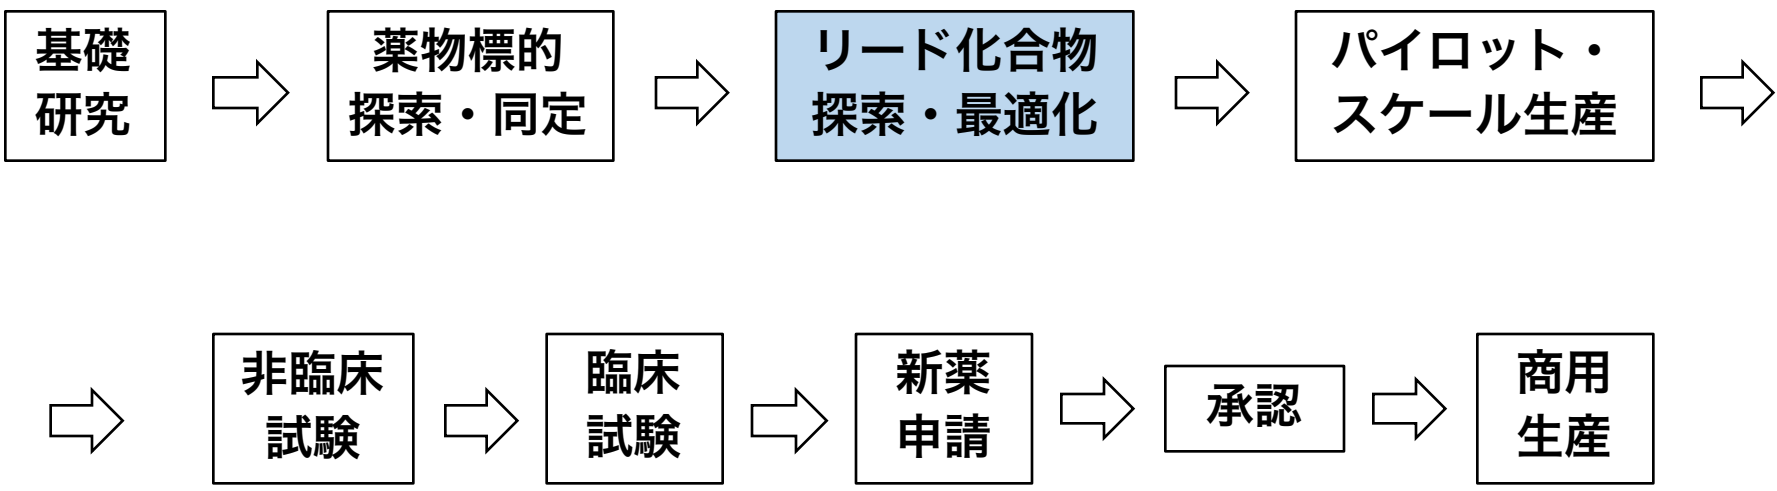 基礎
研究
薬物標的
探索・同定
リード化合物
探索・最適化
パイロット・
スケール生産
非臨床
試験
臨床
試験
新薬
申請
承認
商用
生産